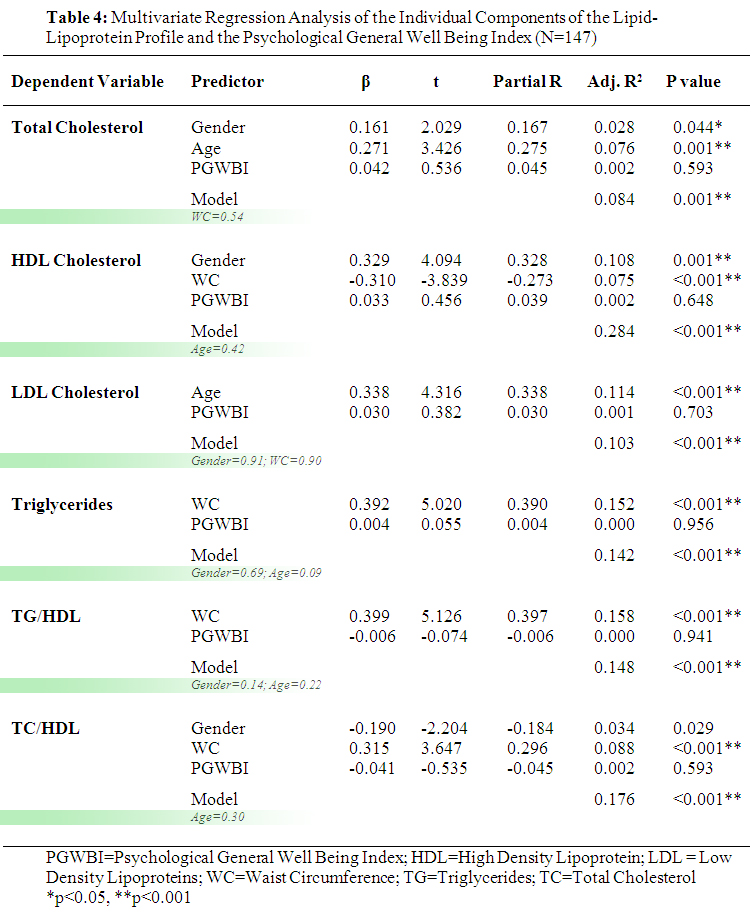 Table 4: Multivariate Regression Analysis of the Individual Components of the Lipid-
Lipoprotein Profile and the Psychological General Well Being Index (N=147)
Dependent Variable Predictor β t Partial R Adj. R² P value
Total Cholesterol Gender 0.161 2.029 0.167 0.028 0.044*
Age 0.271 3.426 0.275 0.076 0.001**
PGWBI 0.042 0.536 0.045 0.002 0.593
Model 0.084 0.001**
WC=0.54
HDL Cholesterol Gender 0.329 4.094 0.328 0.108 0.001**
WC -0.310 -3.839 -0.273 0.075 <0.001**
PGWBI 0.033 0.456 0.039 0.002 0.648
Model 0.284 <0.001**
Age=0.42
LDL Cholesterol Age 0.338 4.316 0.338 0.114 <0.001**
PGWBI 0.030 0.382 0.030 0.001 0.703
Model 0.103 <0.001**
Gender=0.91; WC=0.90
Triglycerides WC 0.392 5.020 0.390 0.152 <0.001**
PGWBI 0.004 0.055 0.004 0.000 0.956
Model 0.142 <0.001**
Gender=0.69; Age=0.09
TG/HDL WC 0.399 5.126 0.397 0.158 <0.001**
PGWBI -0.006 -0.074 -0.006 0.000 0.941
Model 0.148 <0.001**
Gender=0.14; Age=0.22
TC/HDL Gender -0.190 -2.204 -0.184 0.034 0.029
WC 0.315 3.647 0.296 0.088 <0.001**
PGWBI -0.041 -0.535 -0.045 0.002 0.593
Model 0.176 <0.001**
Age=0.30
PGWBI=Psychological General Well Being Index; HDL=High Density Lipoprotein; LDL = Low
Density Lipoproteins; WC=Waist Circumference; TG=Triglycerides; TC=Total Cholesterol
*p<0.05, **p<0.001